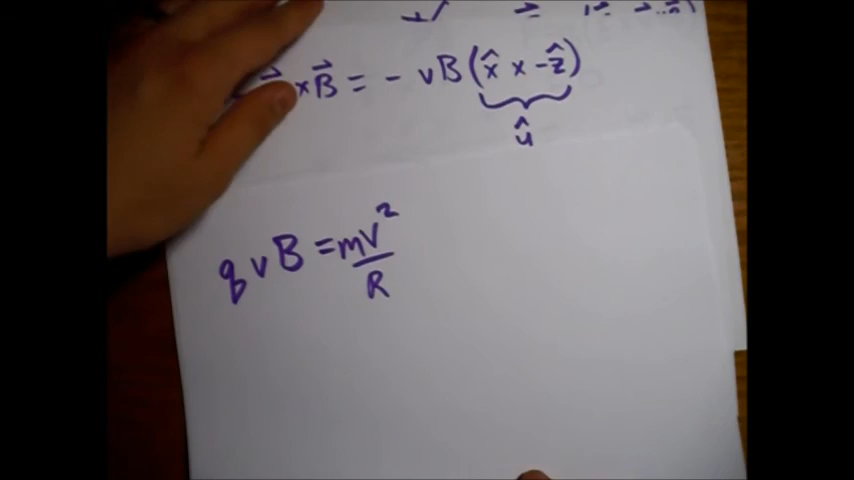 ×B⃗ = - vB(x̂ × -ẑ)
ŷ
qvB = mv²/R